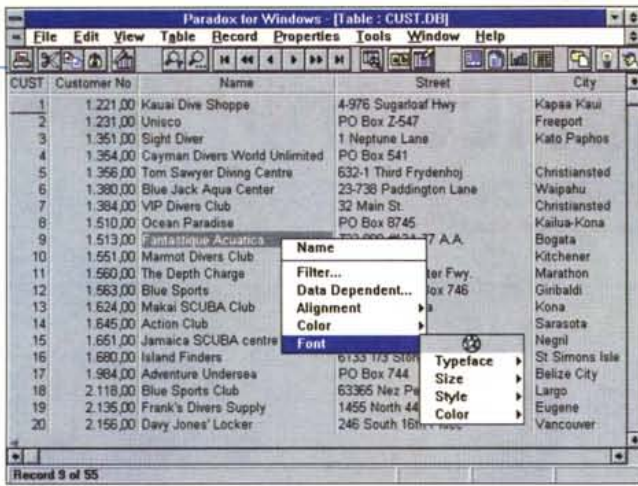 Paradox for Windows - [Table : CUST.DB]
File Edit View Table Record Properties Tools Window Help
CUST Customer No Name Street City
1 1.221,00 Kauai Dive Shoppe 4-976 Sugarloaf Hwy Kapaa Kaui
2 1.231,00 Unisco PO Box Z-547 Freeport
3 1.351,00 Sight Diver 1 Neptune Lane Kato Paphos
4 1.354,00 Cayman Divers World Unlimited PO Box 541
5 1.356,00 Tom Sawyer Diving Centre 632-1 Third Frydenhoj Christiansted
6 1.380,00 Blue Jack Aqua Center 23-738 Paddington Lane Waipahu
7 1.384,00 VIP Divers Club 32 Main St. Christiansted
8 1.510,00 Ocean Paradise PO Box 8745 Kailua-Kona
9 1.513,00 Fantastique Acuatica A.A. Bogata
10 1.551,00 Marmot Divers Club Kitchener
11 1.560,00 The Depth Charge Fwy. Marathon
12 1.563,00 Blue Sports 746 Giribaldi
13 1.624,00 Makai SCUBA Club Kona
14 1.645,00 Action Club Sarasota
15 1.651,00 Jamaica SCUBA centre Negril
16 1.680,00 Island Finders 6133 1/3 St Simons Isle
17 1.984,00 Adventure Undersea PO Box 744 Belize City
18 2.118,00 Blue Sports Club 63365 Nez Largo
19 2.135,00 Frank's Divers Supply 1455 North 44 Eugene
20 2.156,00 Davy Jones' Locker 246 South Vancouver
Name
Filter...
Data Dependent...
Alignment
Color
Font
Typeface
Size
Style
Color
Record 9 of 55